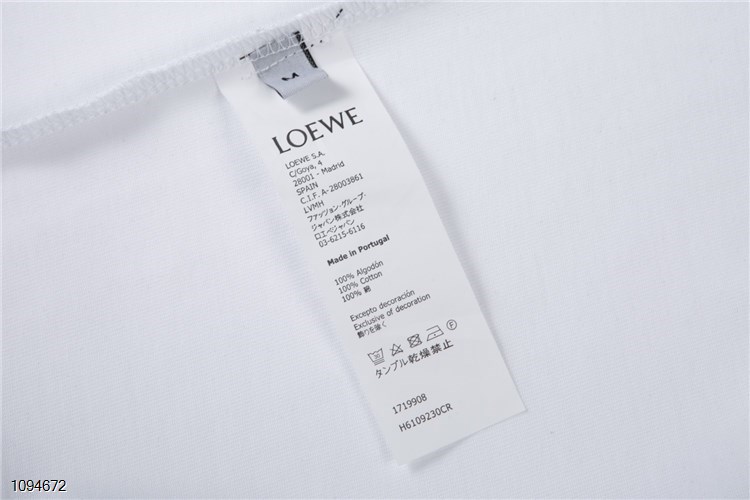 M
LOEWE
LOEWE S.A.
C/Goya, 4
28001 - Madrid
SPAIN
C.I.F. A-28003861
LVMH
ファッション・グループ・
ジャパン株式会社
ロエベジャパン
03-6215-6116
Made in Portugal
100% Algodón
100% Cotton
100% 綿
Excepto decoración
Exclusive of decoration
飾りを除く
F
タンブル乾燥禁止
1719908
H6109230CR
1094672